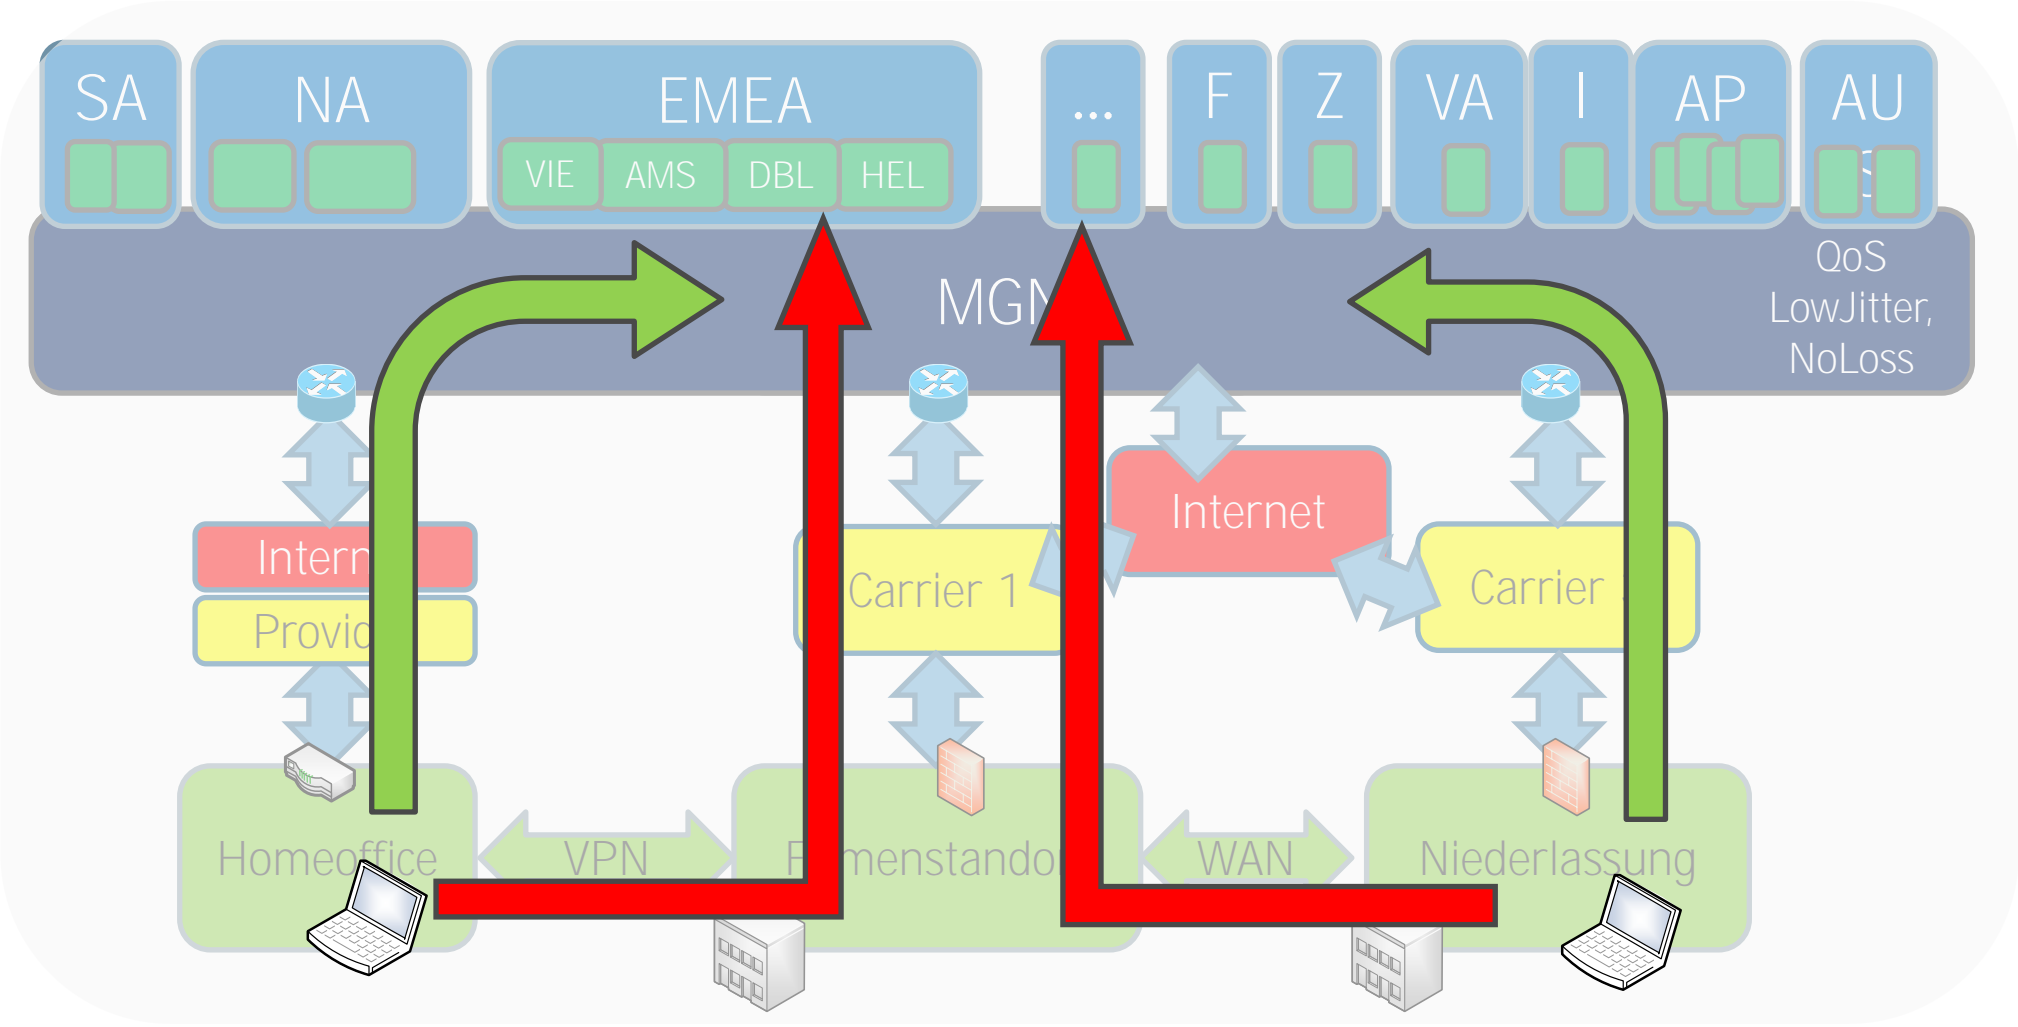 SA
NA
EMEA
...
F
Z
VA
I
AP
AU
S
VIE
AMS
DBL
HEL
MGN
QoS
LowJitter,
NoLoss
Intern
Provid
Internet
Carrier 1
Carrier
Homeoffice
VPN
F menstandor
WAN
Niederlassung